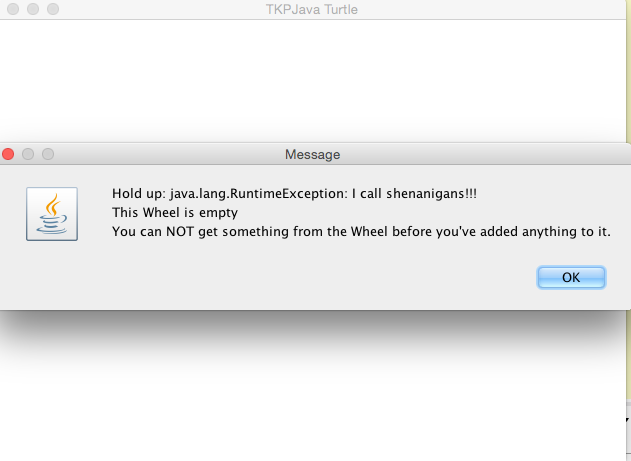 TKPJava Turtle
Message
Hold up: java.lang.RuntimeException: I call shenanigans!!!
This Wheel is empty
You can NOT get something from the Wheel before you've added anything to it.
OK